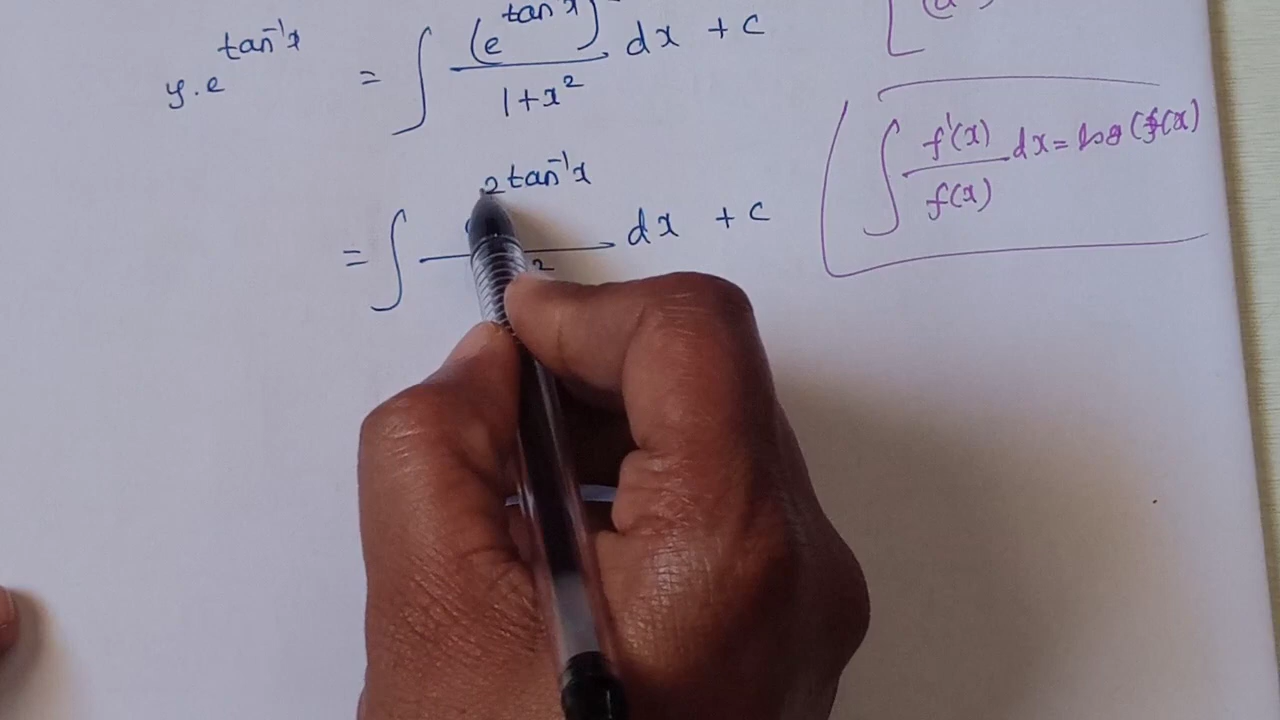 y.e^{tan⁻¹x} = ∫ (e^{tan⁻¹x})/(1+x²) dx + c
= ∫ 2tan⁻¹x / ² dx + c
∫ f'(x)/f(x) dx = log(f(x)